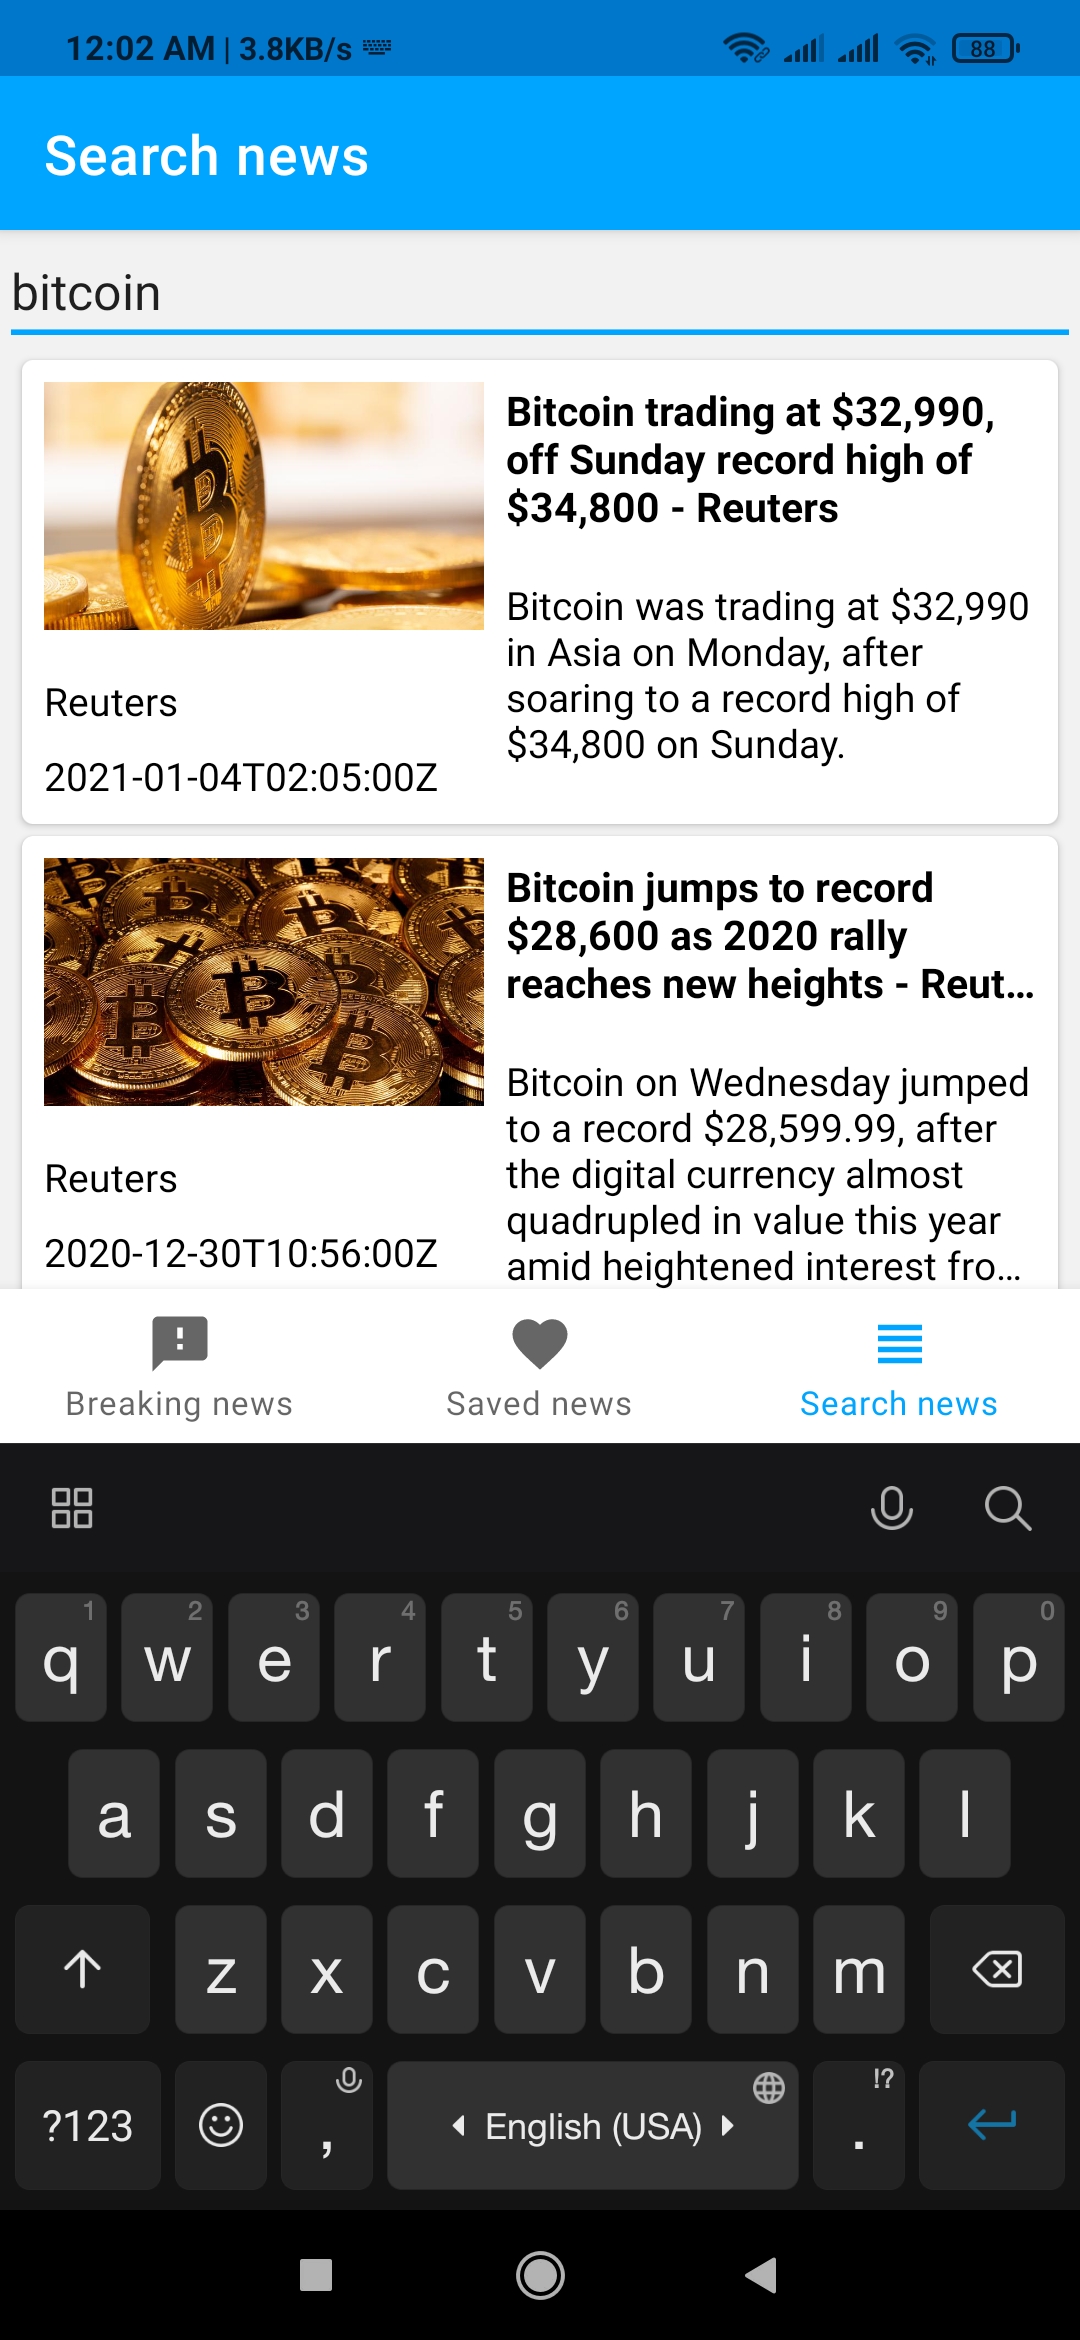 12:02 AM | 3.8KB/s
88
Search news
bitcoin
Bitcoin trading at $32,990,
off Sunday record high of
$34,800 - Reuters
Bitcoin was trading at $32,990
in Asia on Monday, after
soaring to a record high of
$34,800 on Sunday.
Reuters
2021-01-04T02:05:00Z
Bitcoin jumps to record
$28,600 as 2020 rally
reaches new heights - Reut...
Bitcoin on Wednesday jumped
to a record $28,599.99, after
the digital currency almost
quadrupled in value this year
amid heightened interest fro...
Reuters
2020-12-30T10:56:00Z
Breaking news
Saved news
Search news
1 2 3 4 5 6 7 8 9 0
q w e r t y u i o p
a s d f g h j k l
z x c v b n m
!?
?123 , English (USA) .